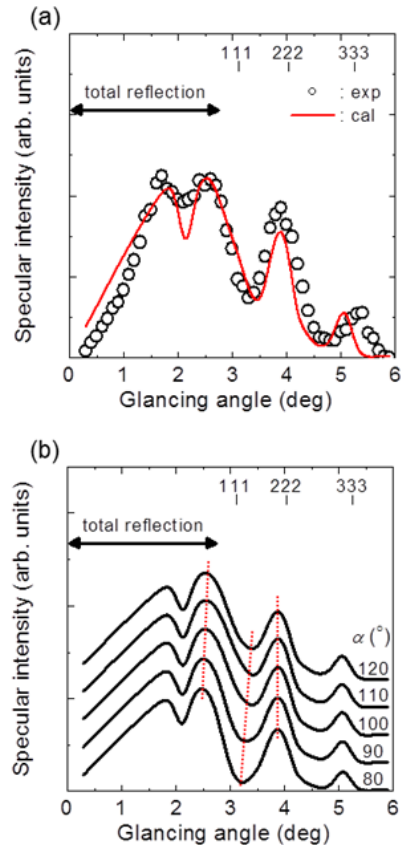 (a)
111 222 333
total reflection
: exp
: cal
Specular intensity (arb. units)
0 1 2 3 4 5 6
Glancing angle (deg)
(b)
111 222 333
total reflection
α (°)
120
110
100
90
80
Specular intensity (arb. units)
0 1 2 3 4 5 6
Glancing angle (deg)